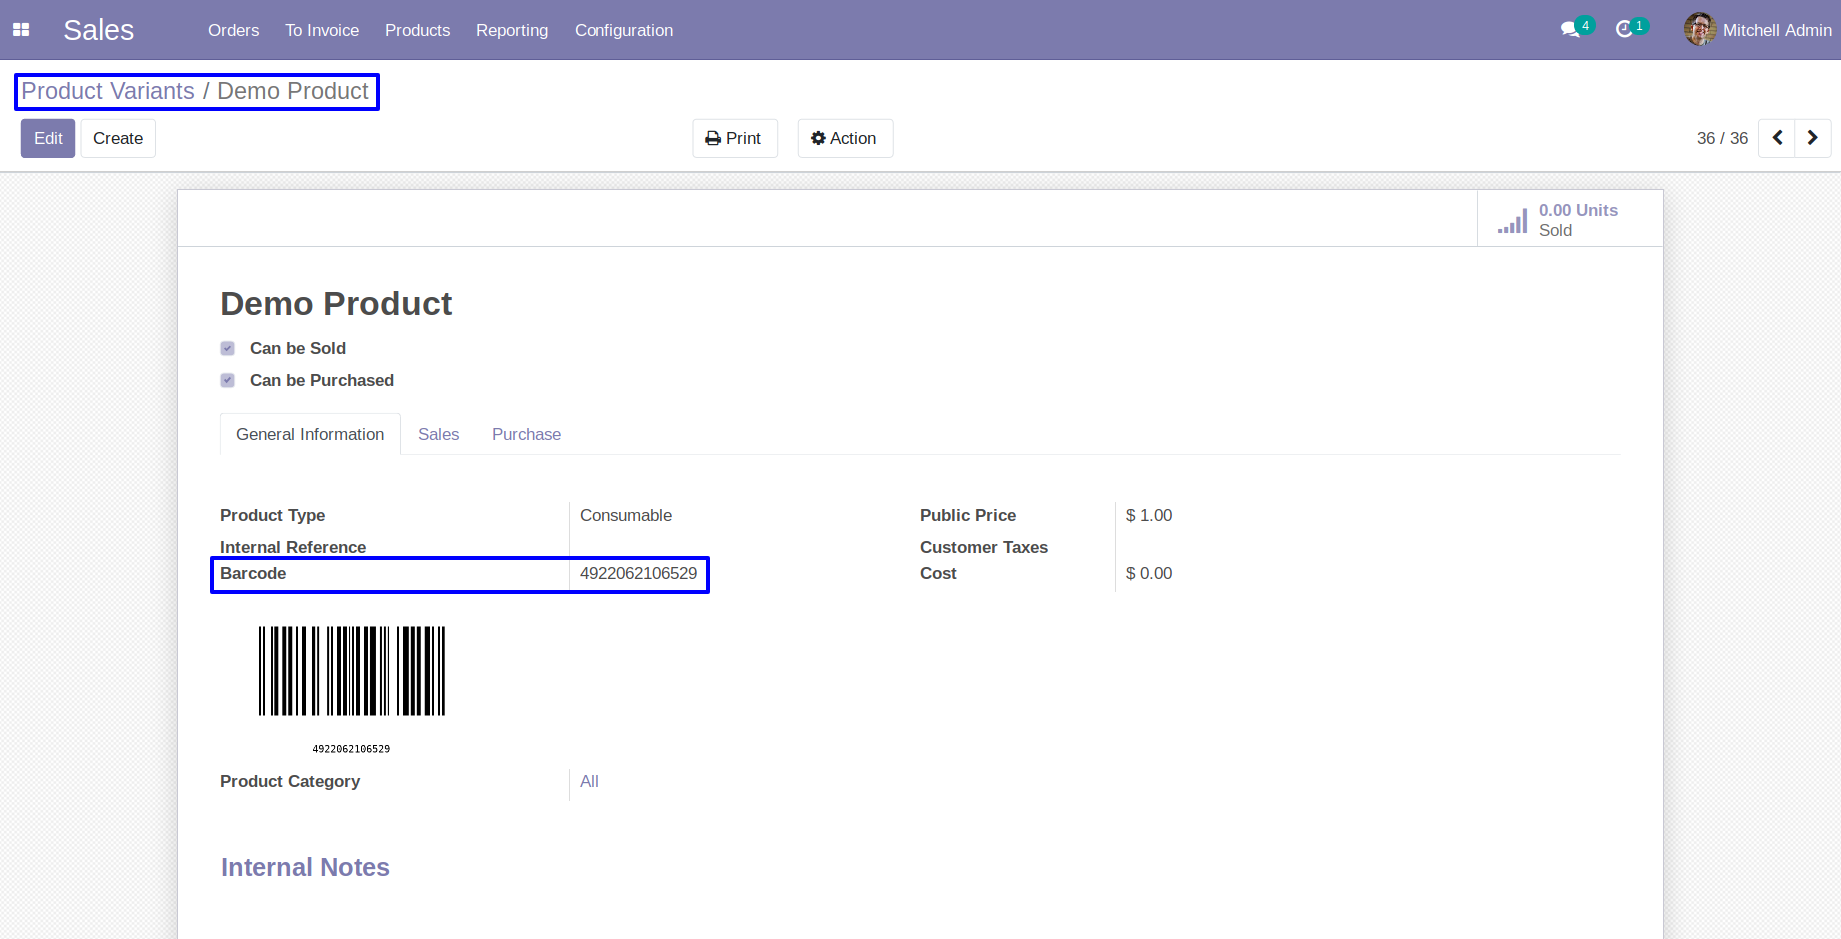 Sales Orders To Invoice Products Reporting Configuration 4 1 Mitchell Admin
Product Variants / Demo Product
Edit Create Print Action 36 / 36
0.00 Units
Sold
Demo Product
Can be Sold
Can be Purchased
General Information Sales Purchase
Product Type Consumable Public Price $ 1.00
Internal Reference Customer Taxes
Barcode 4922062106529 Cost $ 0.00
4922062106529
Product Category All
Internal Notes